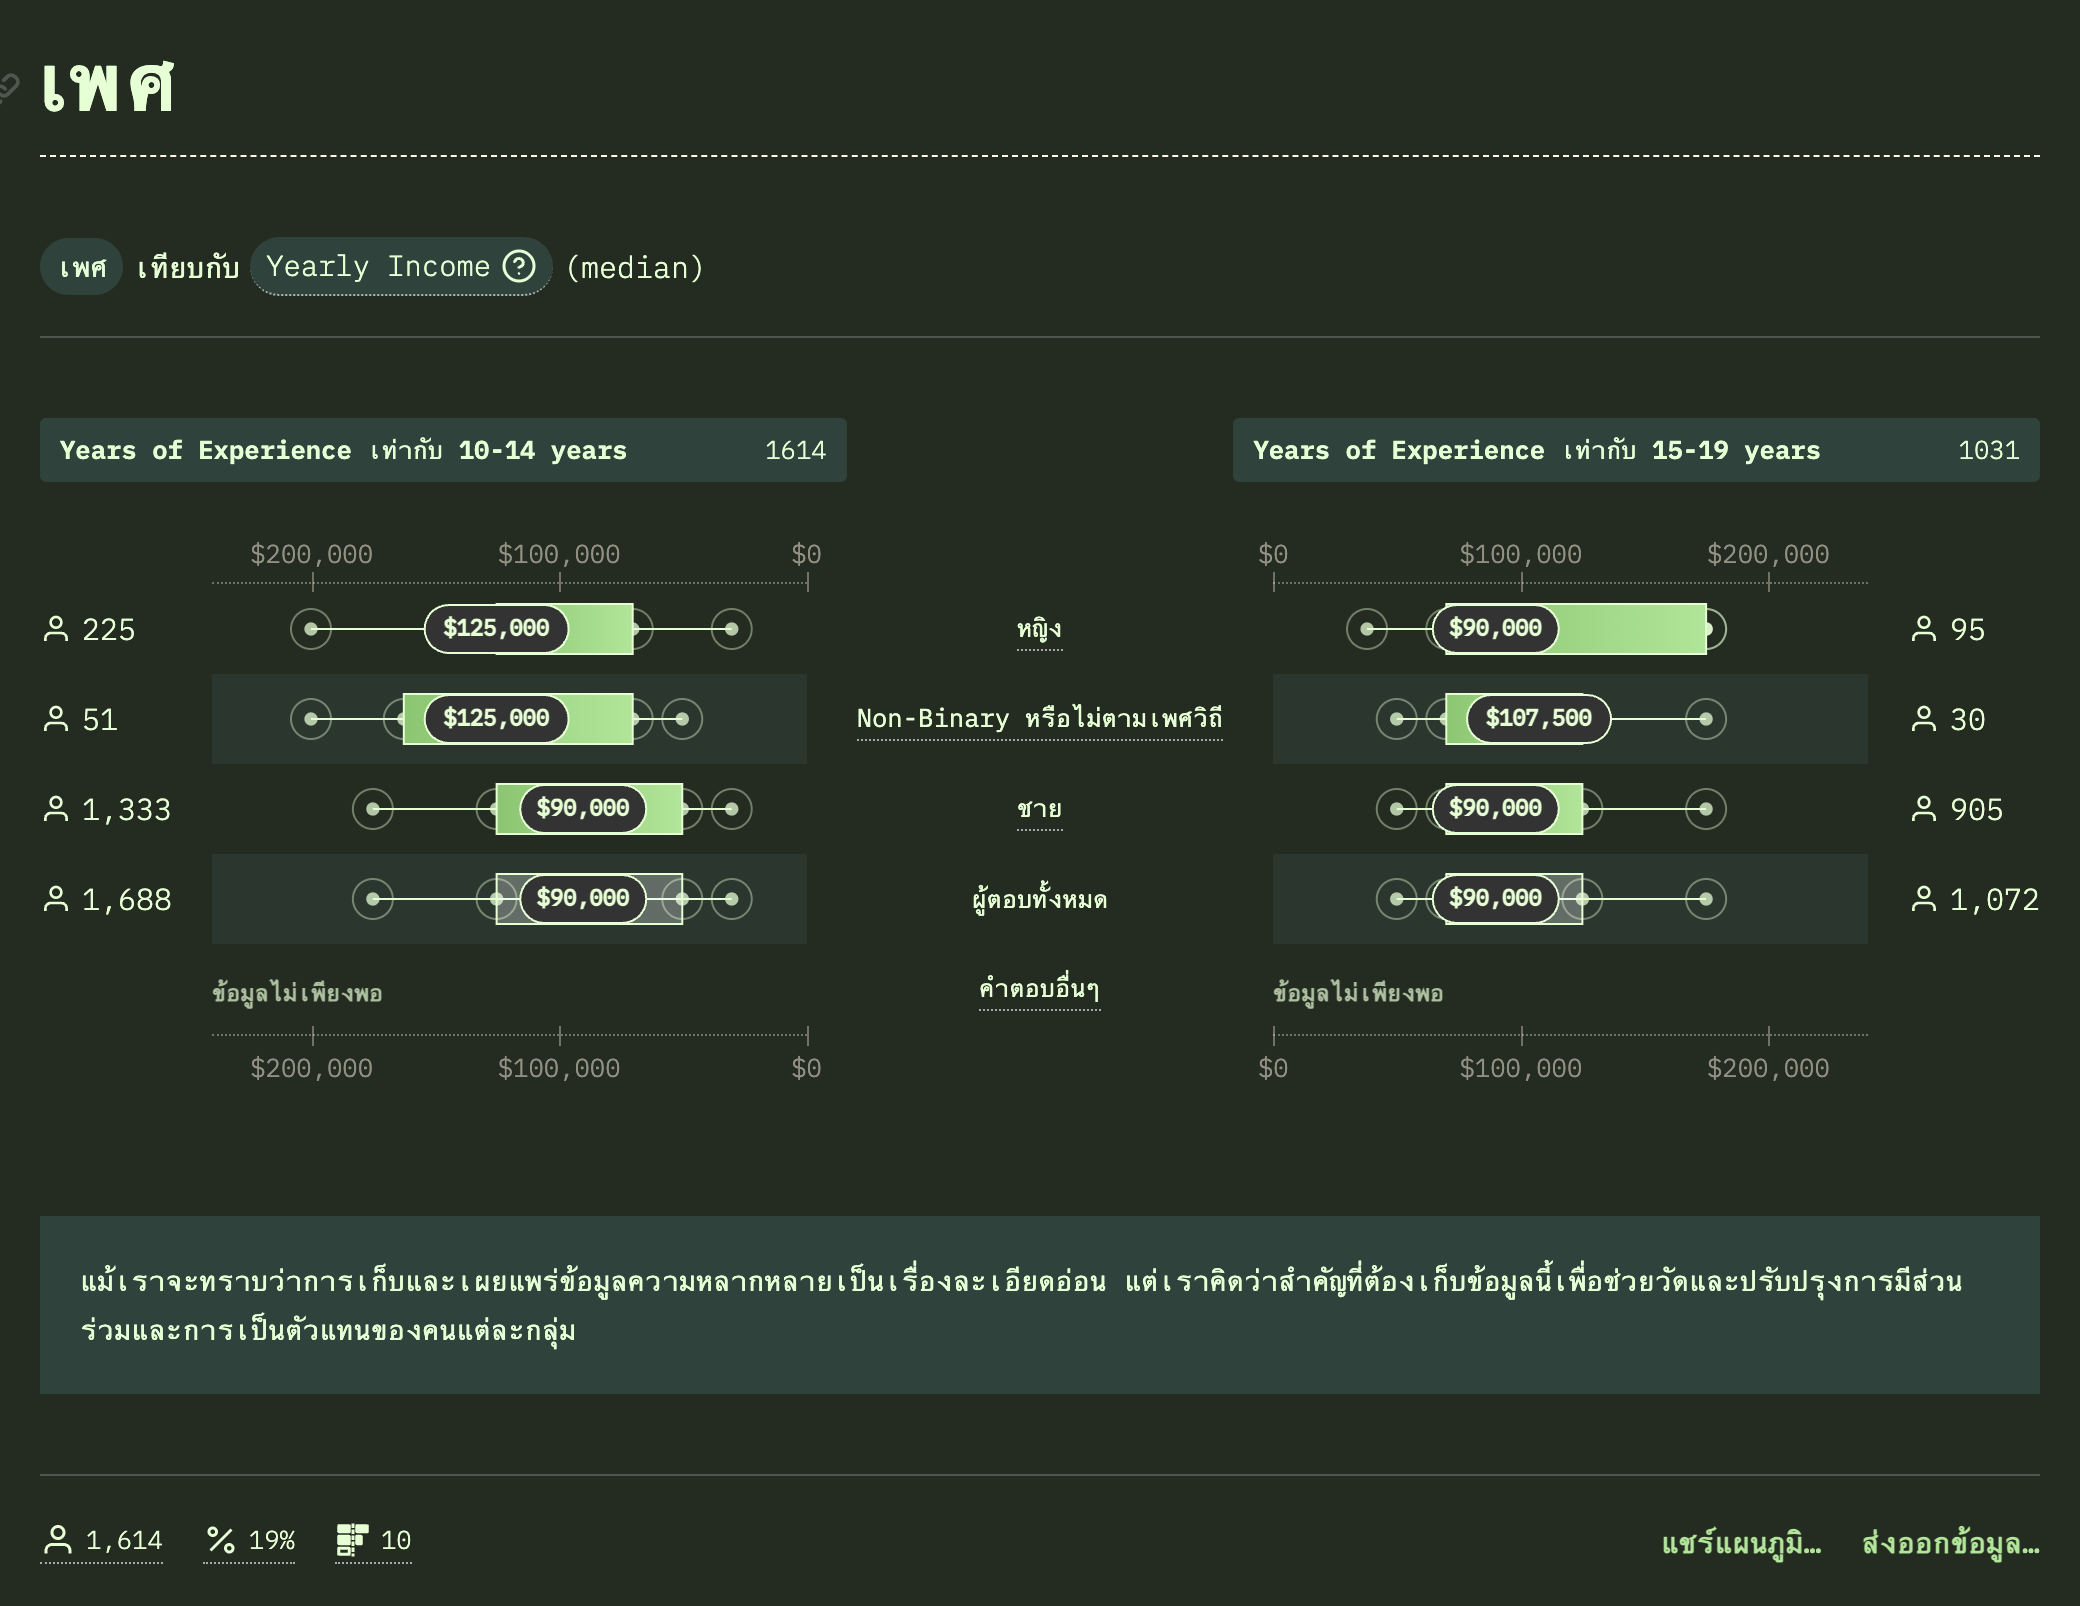 เพศ
เพศ เทียบกับ Yearly Income (median)
Years of Experience เท่ากับ 10-14 years 1614
Years of Experience เท่ากับ 15-19 years 1031
$200,000 $100,000 $0
$0 $100,000 $200,000
225 $125,000 หญิง $90,000 95
51 $125,000 Non-Binary หรือไม่ตามเพศวิถี $107,500 30
1,333 $90,000 ชาย $90,000 905
1,688 $90,000 ผู้ตอบทั้งหมด $90,000 1,072
ข้อมูลไม่เพียงพอ คำตอบอื่นๆ ข้อมูลไม่เพียงพอ
$200,000 $100,000 $0
$0 $100,000 $200,000
แม้เราจะทราบว่าการเก็บและเผยแพร่ข้อมูลความหลากหลายเป็นเรื่องละเอียดอ่อน แต่เราคิดว่าสำคัญที่ต้องเก็บข้อมูลนี้เพื่อช่วยวัดและปรับปรุงการมีส่วน
ร่วมและการเป็นตัวแทนของคนแต่ละกลุ่ม
1,614 19% 10 แชร์แผนภูมิ… ส่งออกข้อมูล…